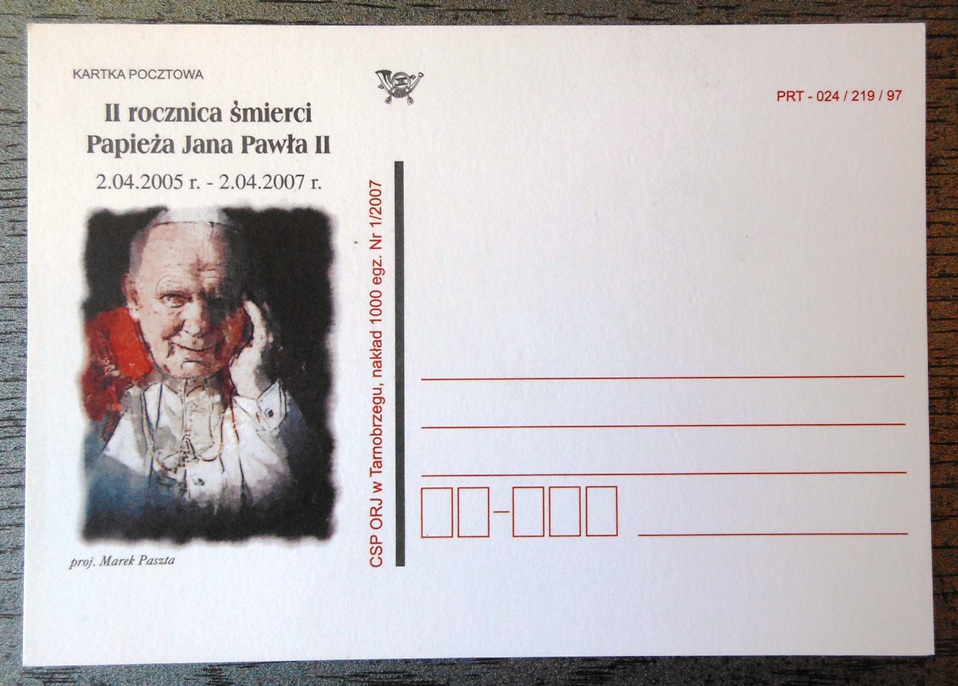 KARTKA POCZTOWA
II rocznica śmierci
Papieża Jana Pawła II
2.04.2005 r. - 2.04.2007 r.
proj. Marek Paszta
CSP ORJ w Tarnobrzegu, nakład 1000 egz. Nr 1/2007
PRT - 024 / 219 / 97